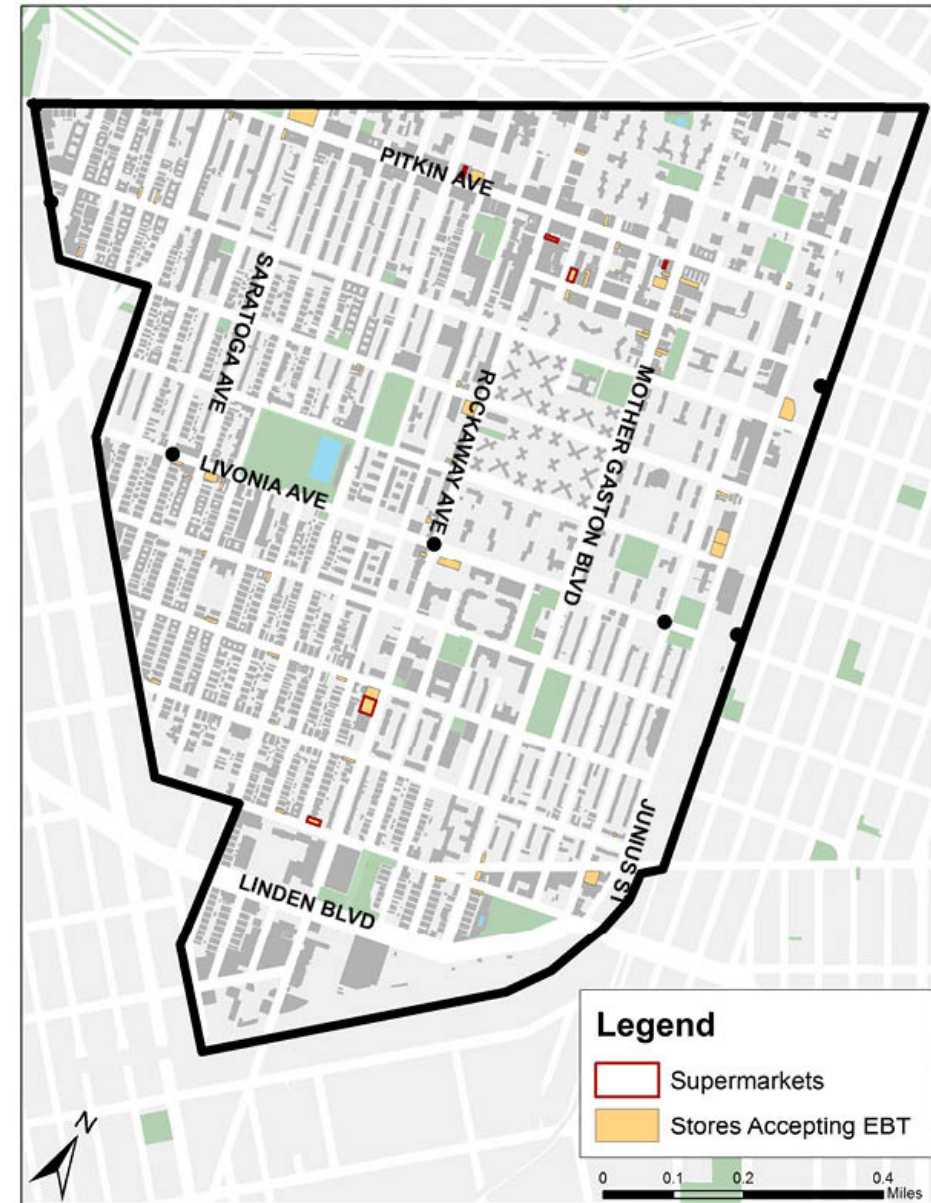 PITKIN AVE
SARATOGA AVE
ROCKAWAY AVE
MOTHER GASTON BLVD
LIVONIA AVE
JUNIUS ST
LINDEN BLVD
Legend
Supermarkets
Stores Accepting EBT
N
0 0.1 0.2 0.4
Miles